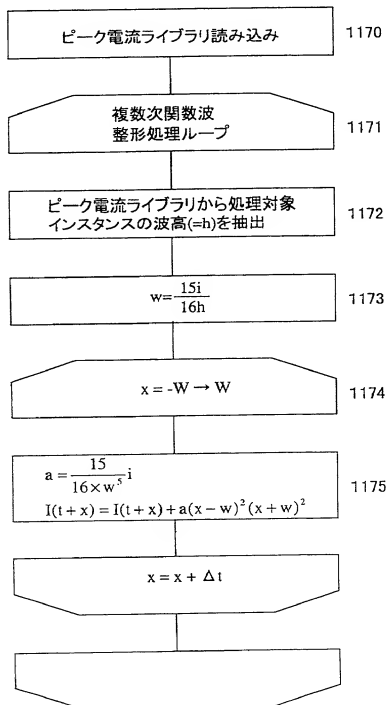 ピーク電流ライブラリ読み込み 1170
複数次関数波
整形処理ループ 1171
ピーク電流ライブラリから処理対象
インスタンスの波高(=h)を抽出 1172
w=15i/16h 1173
x = -W → W 1174
a = 15/(16×w⁵) i
I(t+x) = I(t+x)+a(x−w)²(x+w)² 1175
x = x + Δt